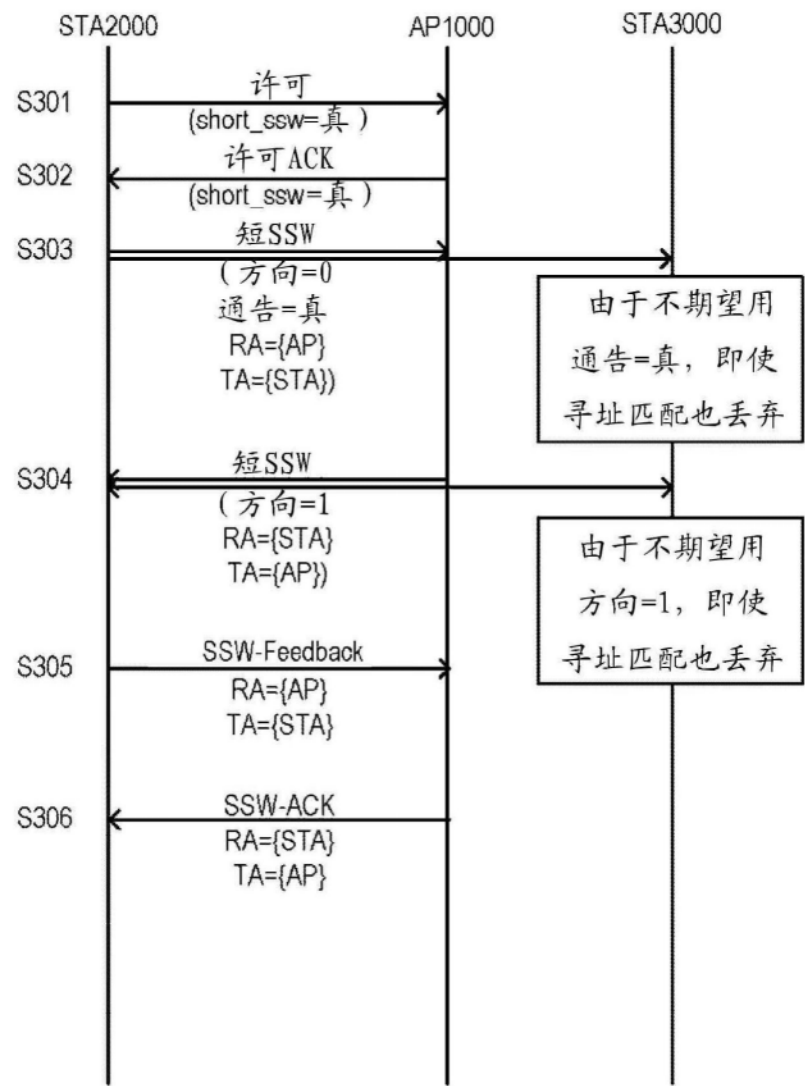 STA2000 AP1000 STA3000
S301 许可
(short_ssw=真)
S302 许可ACK
(short_ssw=真)
S303 短SSW
(方向=0
通告=真
RA={AP}
TA={STA})
由于不期望用
通告=真，即使
寻址匹配也丢弃
S304 短SSW
(方向=1
RA={STA}
TA={AP})
由于不期望用
方向=1，即使
寻址匹配也丢弃
S305 SSW-Feedback
RA={AP}
TA={STA}
S306 SSW-ACK
RA={STA}
TA={AP}